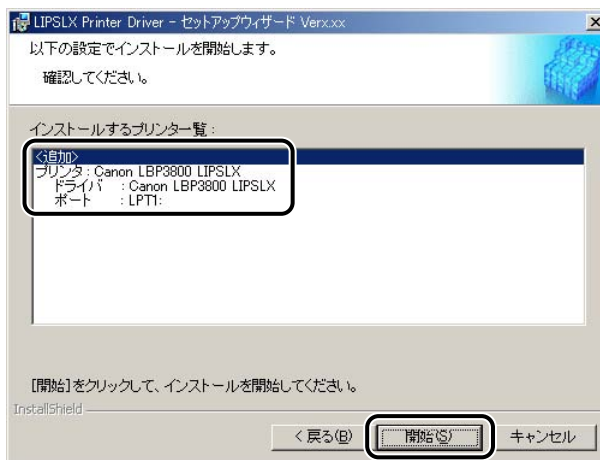 LIPSLX Printer Driver - セットアップウィザード Verx.xx
以下の設定でインストールを開始します。
確認してください。
インストールするプリンター覧:
<追加>
プリンタ : Canon LBP3800 LIPSLX
ドライバ : Canon LBP3800 LIPSLX
ポート : LPT1:
[開始]をクリックして、インストールを開始してください。
InstallShield
< 戻る(B)
開始(S)
キャンセル